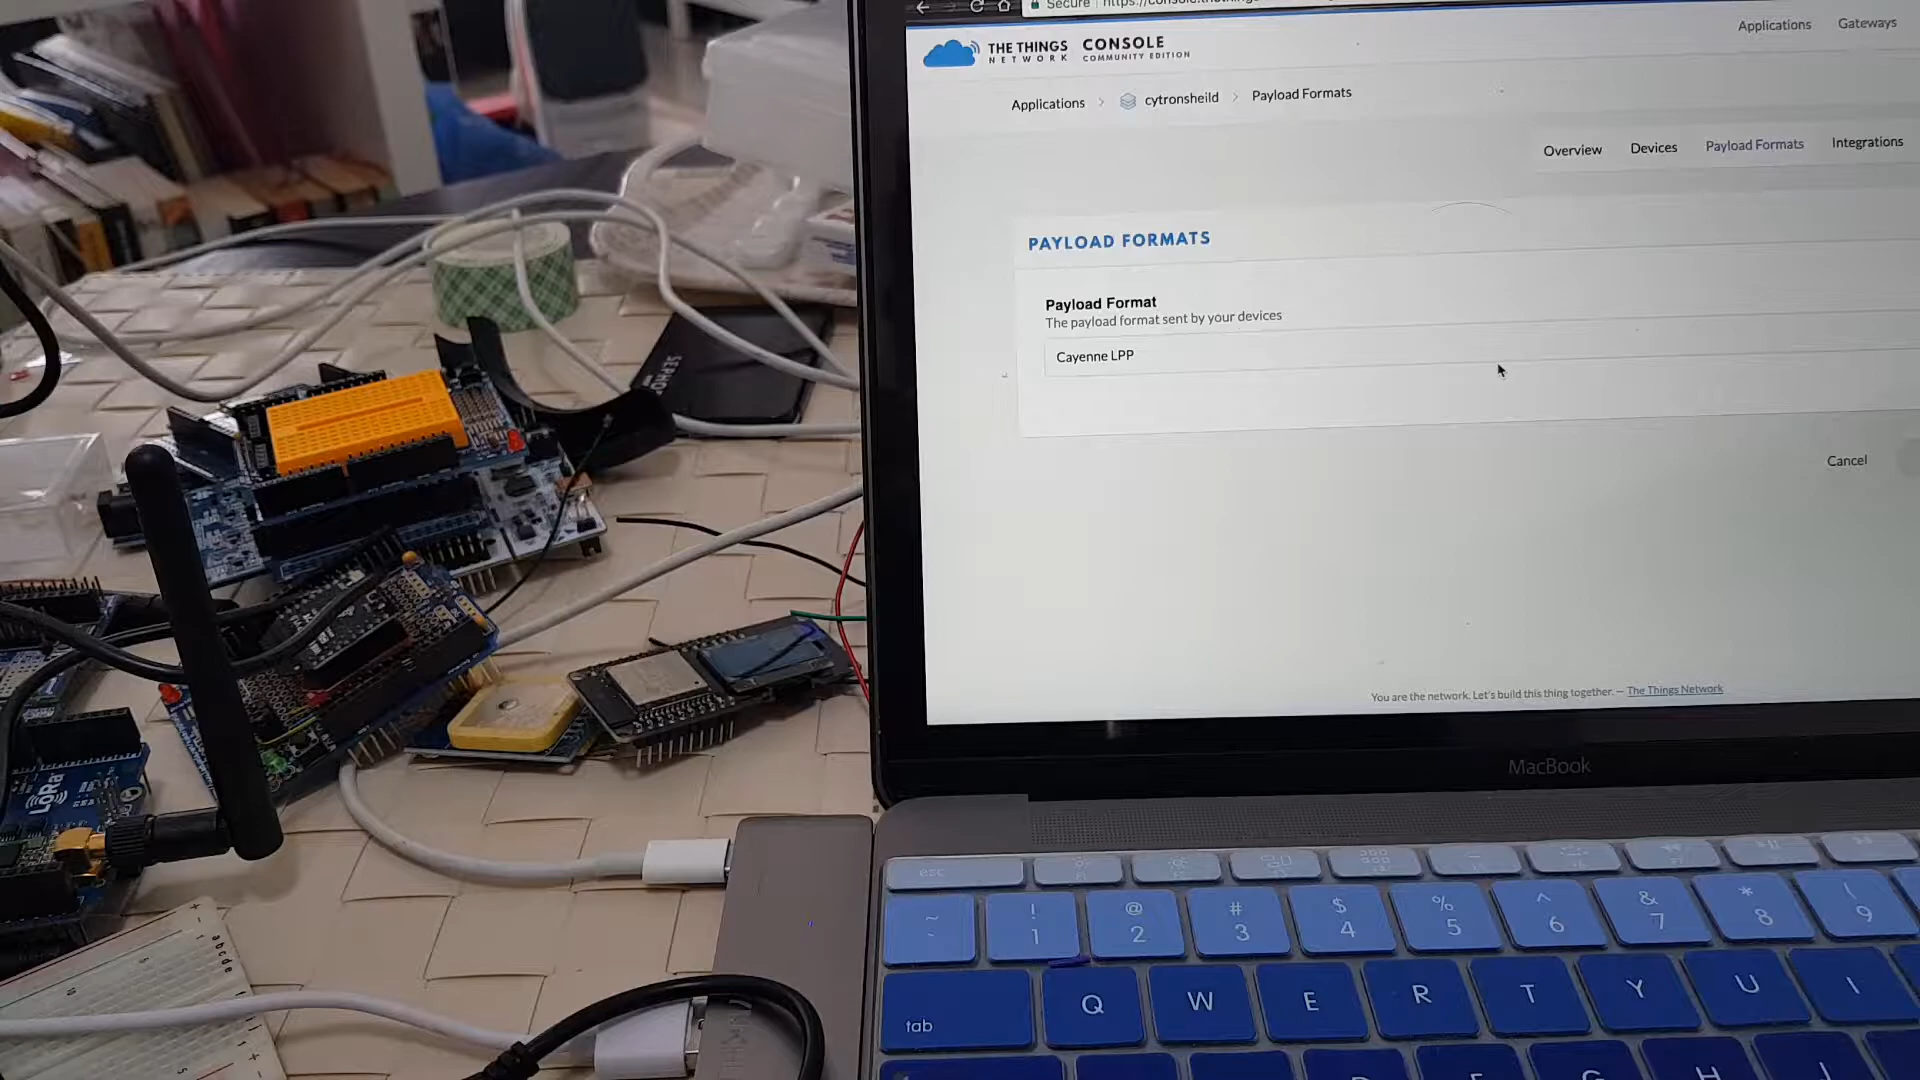 Secure
Applications
Gateways
THE THINGS
NETWORK
CONSOLE
COMMUNITY EDITION
Applications > cytronsheild > Payload Formats
Overview
Devices
Payload Formats
Integrations
PAYLOAD FORMATS
Payload Format
The payload format sent by your devices
Cayenne LPP
Cancel
You are the network. Let's build this thing together. — The Things Network
MacBook
LoRa
esc
~
! 1
@ 2
# 3
$ 4
% 5
^ 6
& 7
* 8
( 9
tab
Q
W
E
R
T
Y
U
I